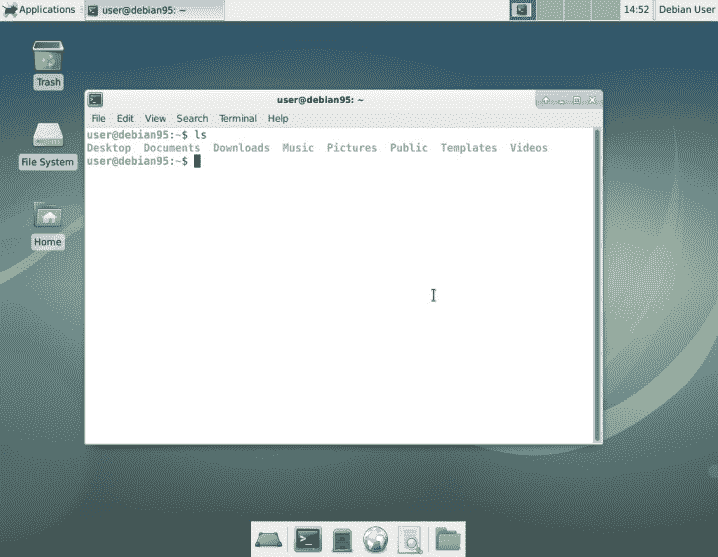 Applications user@debian95: ~ 14:52 Debian User
Trash
File System
Home
user@debian95: ~
File Edit View Search Terminal Help
user@debian95:~$ ls
Desktop Documents Downloads Music Pictures Public Templates Videos
user@debian95:~$